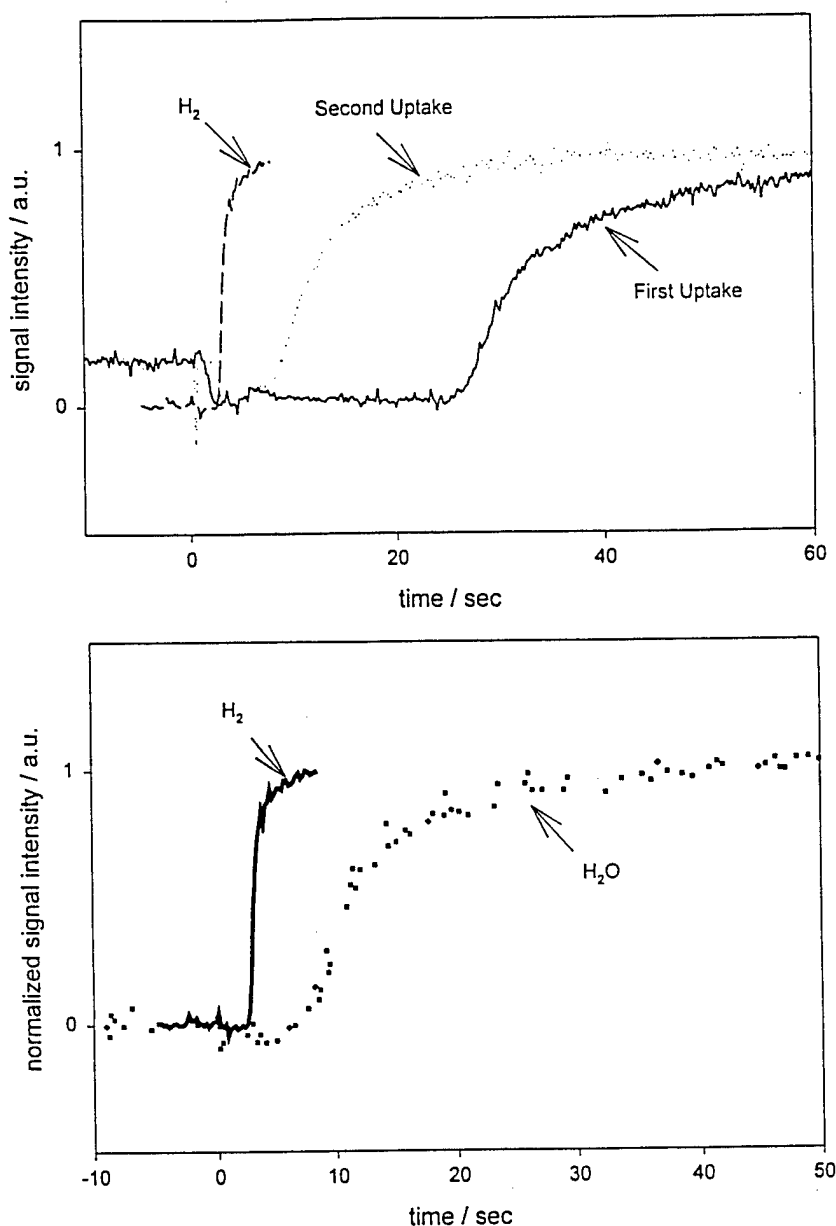 H₂
Second Uptake
First Uptake
1
0
signal intensity / a.u.
0 20 40 60
time / sec
H₂
H₂O
1
0
normalized signal intensity / a.u.
-10 0 10 20 30 40 50
time / sec